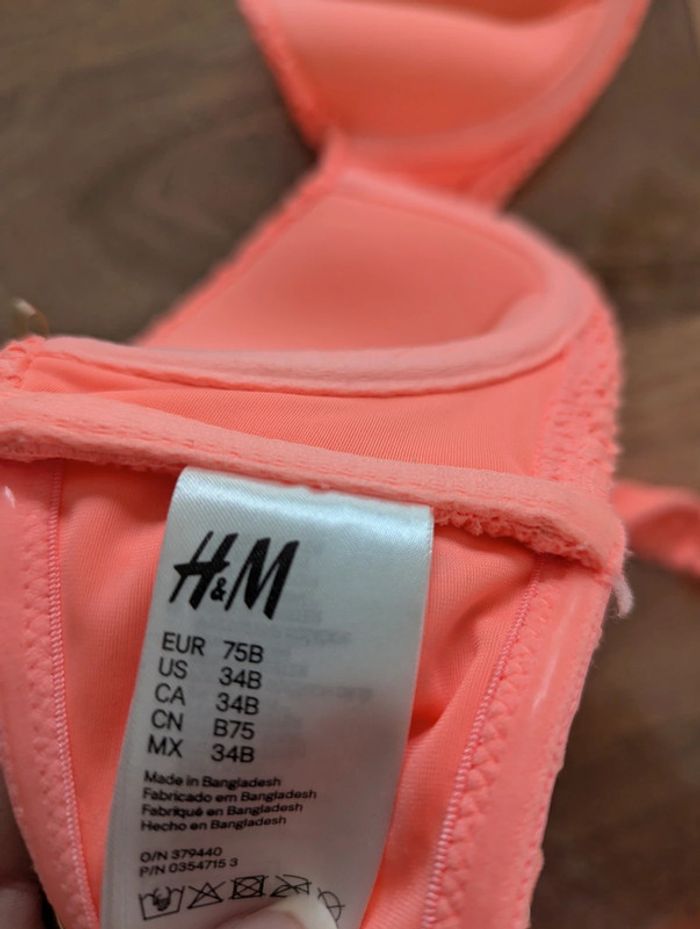 H&M
EUR 75B
US 34B
CA 34B
CN B75
MX 34B
Made in Bangladesh
Fabricado em Bangladesh
Fabriqué en Bangladesh
Hecho en Bangladesh
O/N 379440
P/N 0354715 3